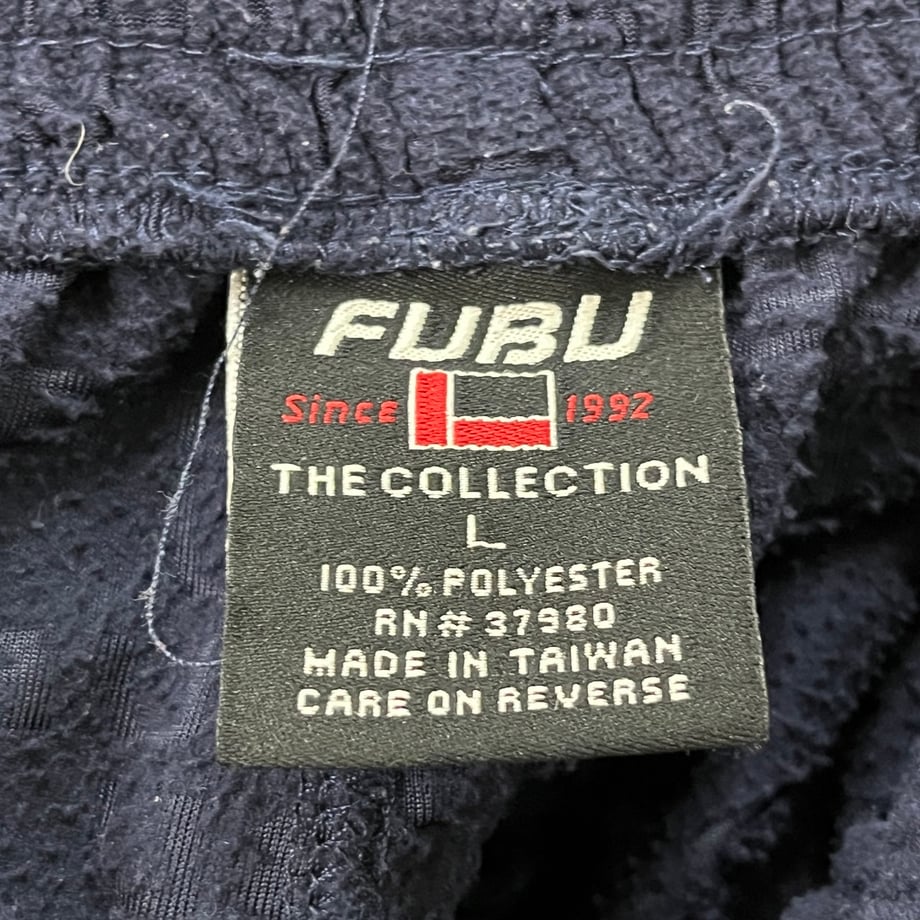 FUBU
Since 1992
THE COLLECTION
L
100% POLYESTER
RN# 37980
MADE IN TAIWAN
CARE ON REVERSE